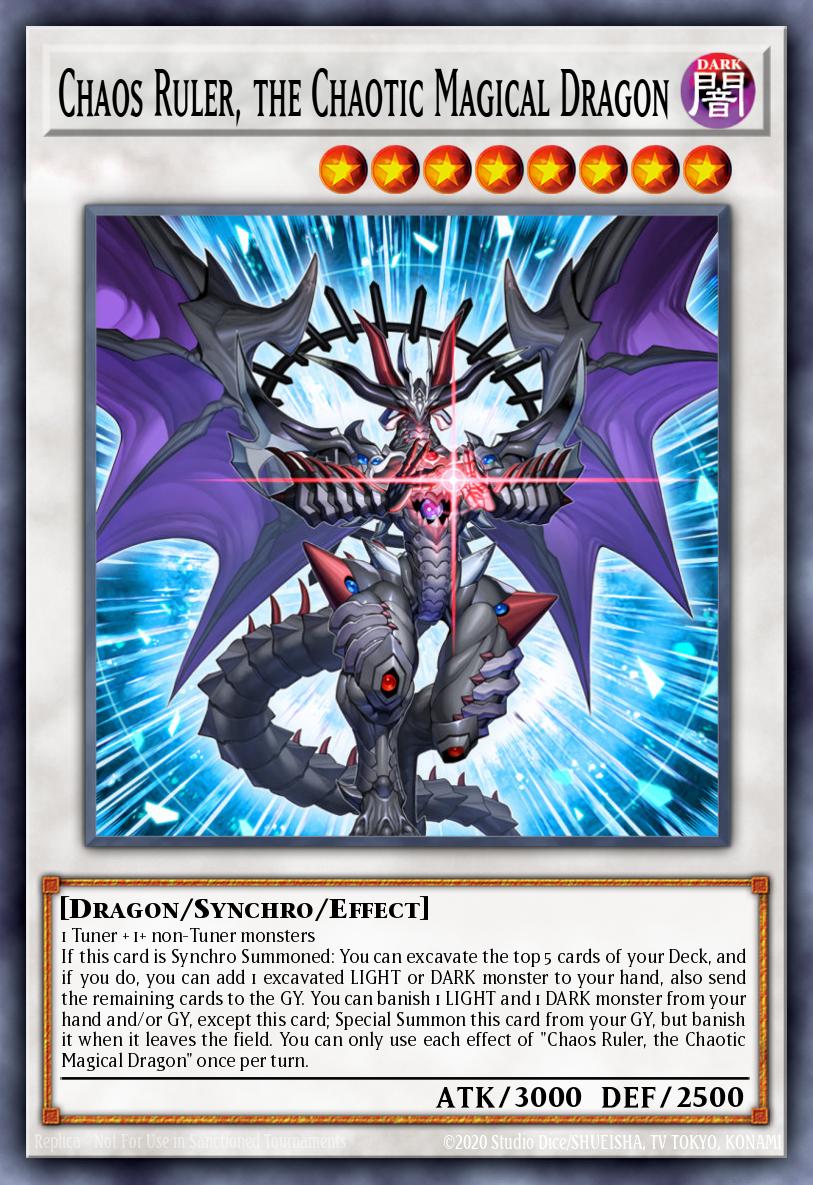 Chaos Ruler, the Chaotic Magical Dragon
DARK
闇
[Dragon/Synchro/Effect]
1 Tuner + 1+ non-Tuner monsters
If this card is Synchro Summoned: You can excavate the top 5 cards of your Deck, and
if you do, you can add 1 excavated LIGHT or DARK monster to your hand, also send
the remaining cards to the GY. You can banish 1 LIGHT and 1 DARK monster from your
hand and/or GY, except this card; Special Summon this card from your GY, but banish
it when it leaves the field. You can only use each effect of "Chaos Ruler, the Chaotic
Magical Dragon" once per turn.
ATK/3000 DEF/2500
Replica - Not For Use in Sanctioned Tournaments
©2020 Studio Dice/SHUEISHA, TV TOKYO, KONAMI